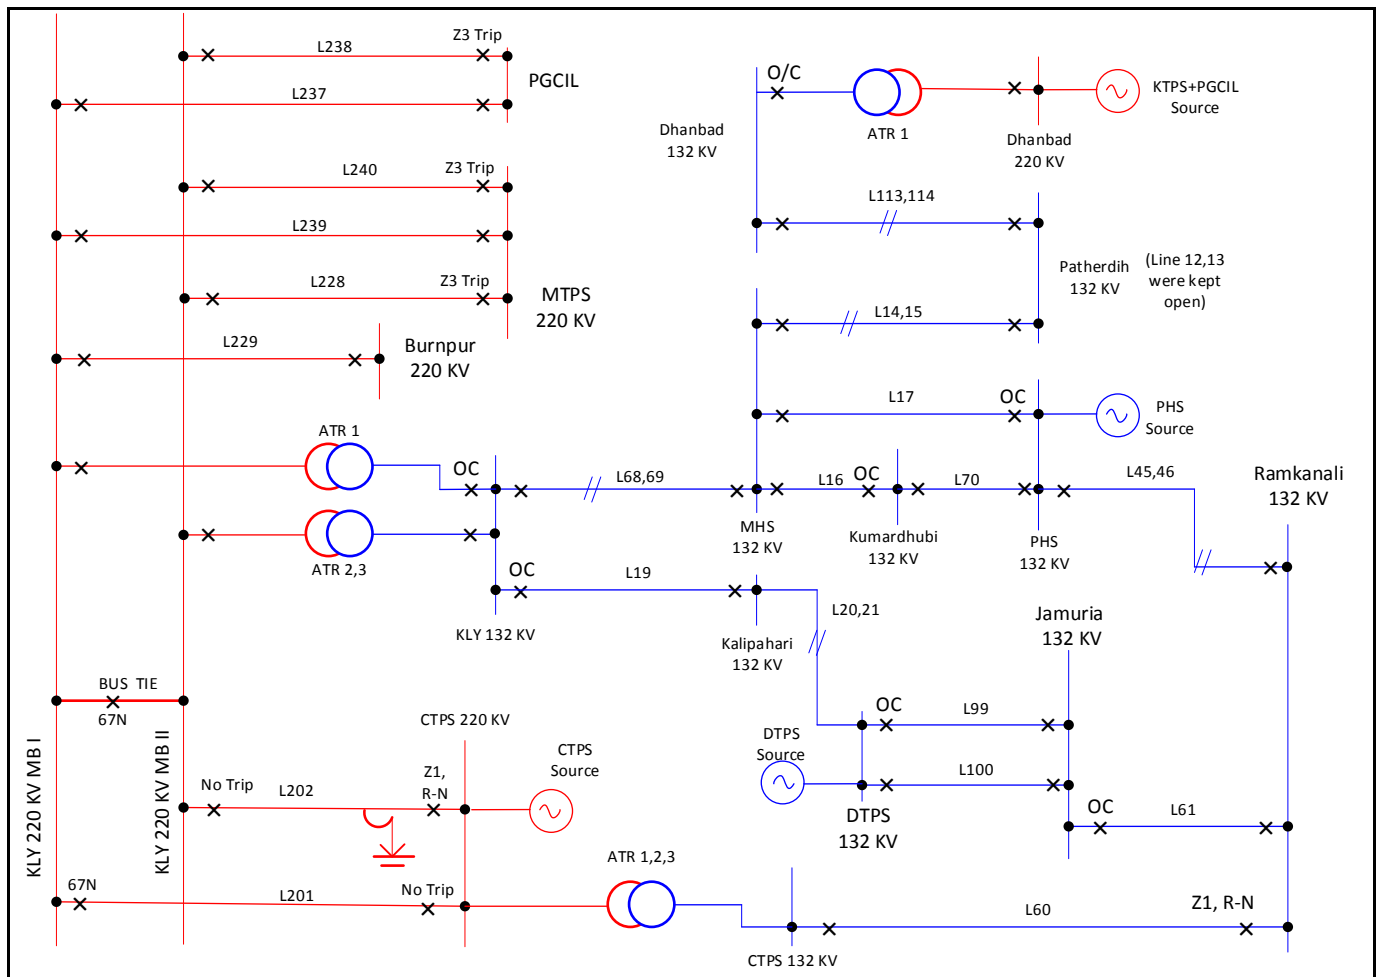 L238
Z3 Trip
PGCIL
L237
L240
Z3 Trip
L239
L228
Z3 Trip
MTPS
220 KV
L229
Burnpur
220 KV
ATR 1
OC
L68,69
ATR 2,3
OC
L19
KLY 132 KV
O/C
ATR 1
KTPS+PGCIL
Source
Dhanbad
132 KV
Dhanbad
220 KV
L113,114
Patherdih
132 KV
(Line 12,13
were kept
open)
L14,15
L17
OC
PHS
Source
L16
OC
L70
L45,46
Ramkanali
132 KV
MHS
132 KV
Kumardhubi
132 KV
PHS
132 KV
Kalipahari
132 KV
L20,21
Jamuria
132 KV
OC
L99
DTPS
Source
L100
DTPS
132 KV
OC
L61
BUS TIE
67N
KLY 220 KV MB I
KLY 220 KV MB II
CTPS 220 KV
No Trip
L202
Z1,
R-N
CTPS
Source
67N
L201
No Trip
ATR 1,2,3
L60
Z1, R-N
CTPS 132 KV